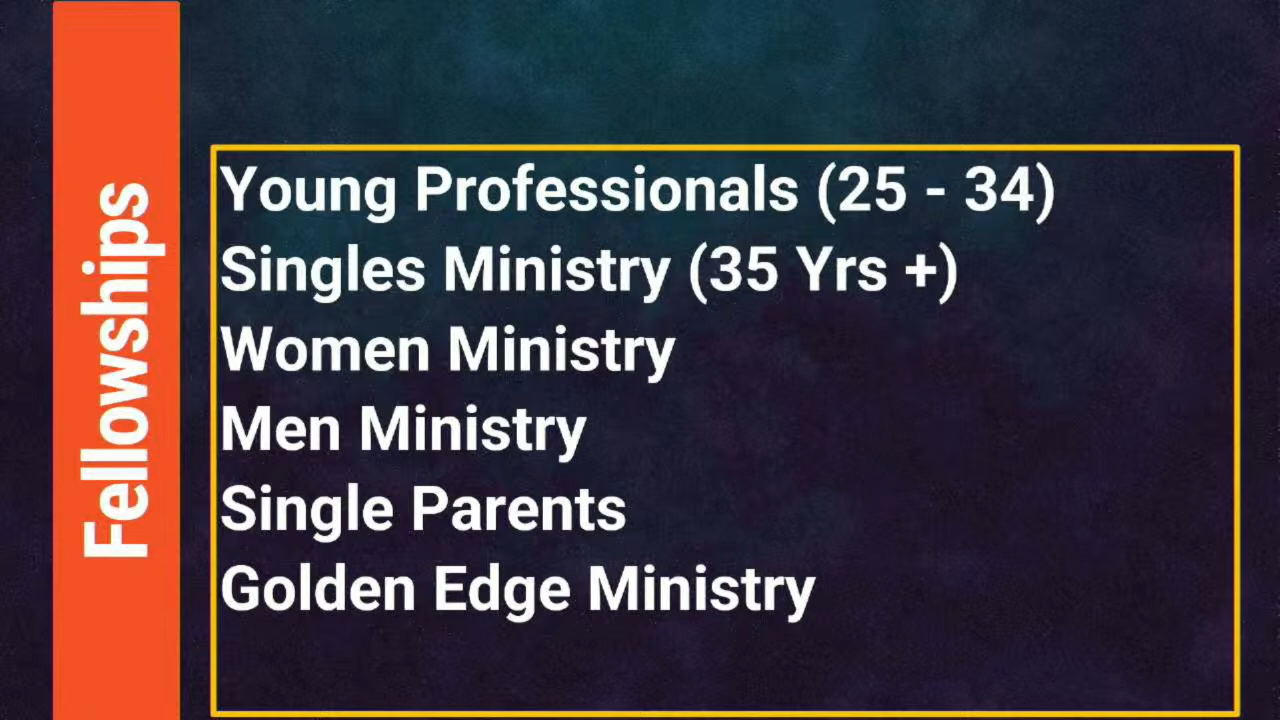 Fellowships
Young Professionals (25 - 34)
Singles Ministry (35 Yrs +)
Women Ministry
Men Ministry
Single Parents
Golden Edge Ministry